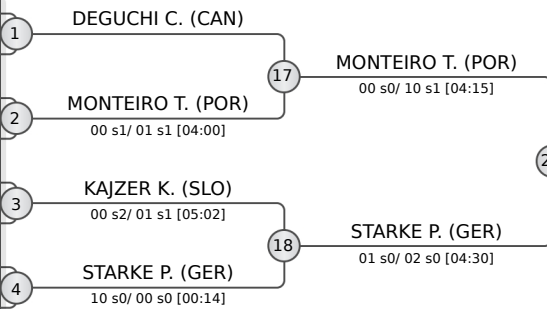 DEGUCHI C. (CAN)
1
17
MONTEIRO T. (POR)
00 s0/ 10 s1 [04:15]
MONTEIRO T. (POR)
2
00 s1/ 01 s1 [04:00]
KAJZER K. (SLO)
3
00 s2/ 01 s1 [05:02]
18
STARKE P. (GER)
01 s0/ 02 s0 [04:30]
STARKE P. (GER)
4
10 s0/ 00 s0 [00:14]